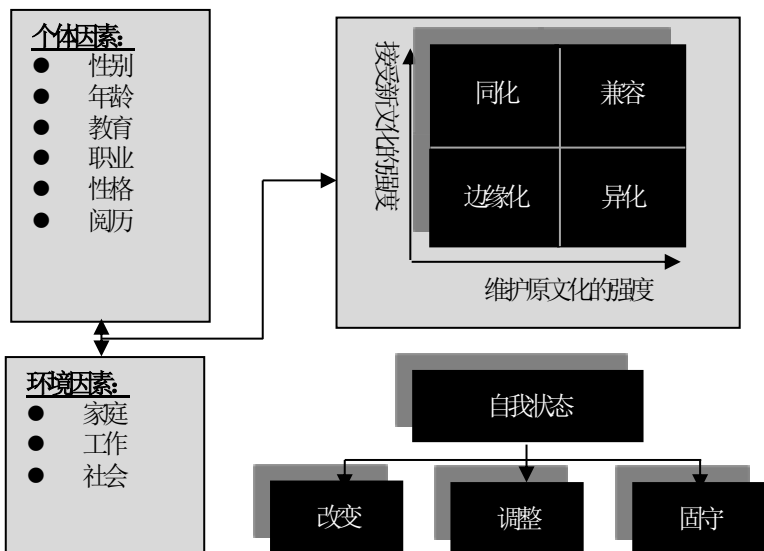 个体因素:
● 性别
● 年龄
● 教育
● 职业
● 性格
● 阅历
环境因素:
● 家庭
● 工作
● 社会
接受新文化的强度
同化 兼容
边缘化 异化
维护原文化的强度
自我状态
改变 调整 固守